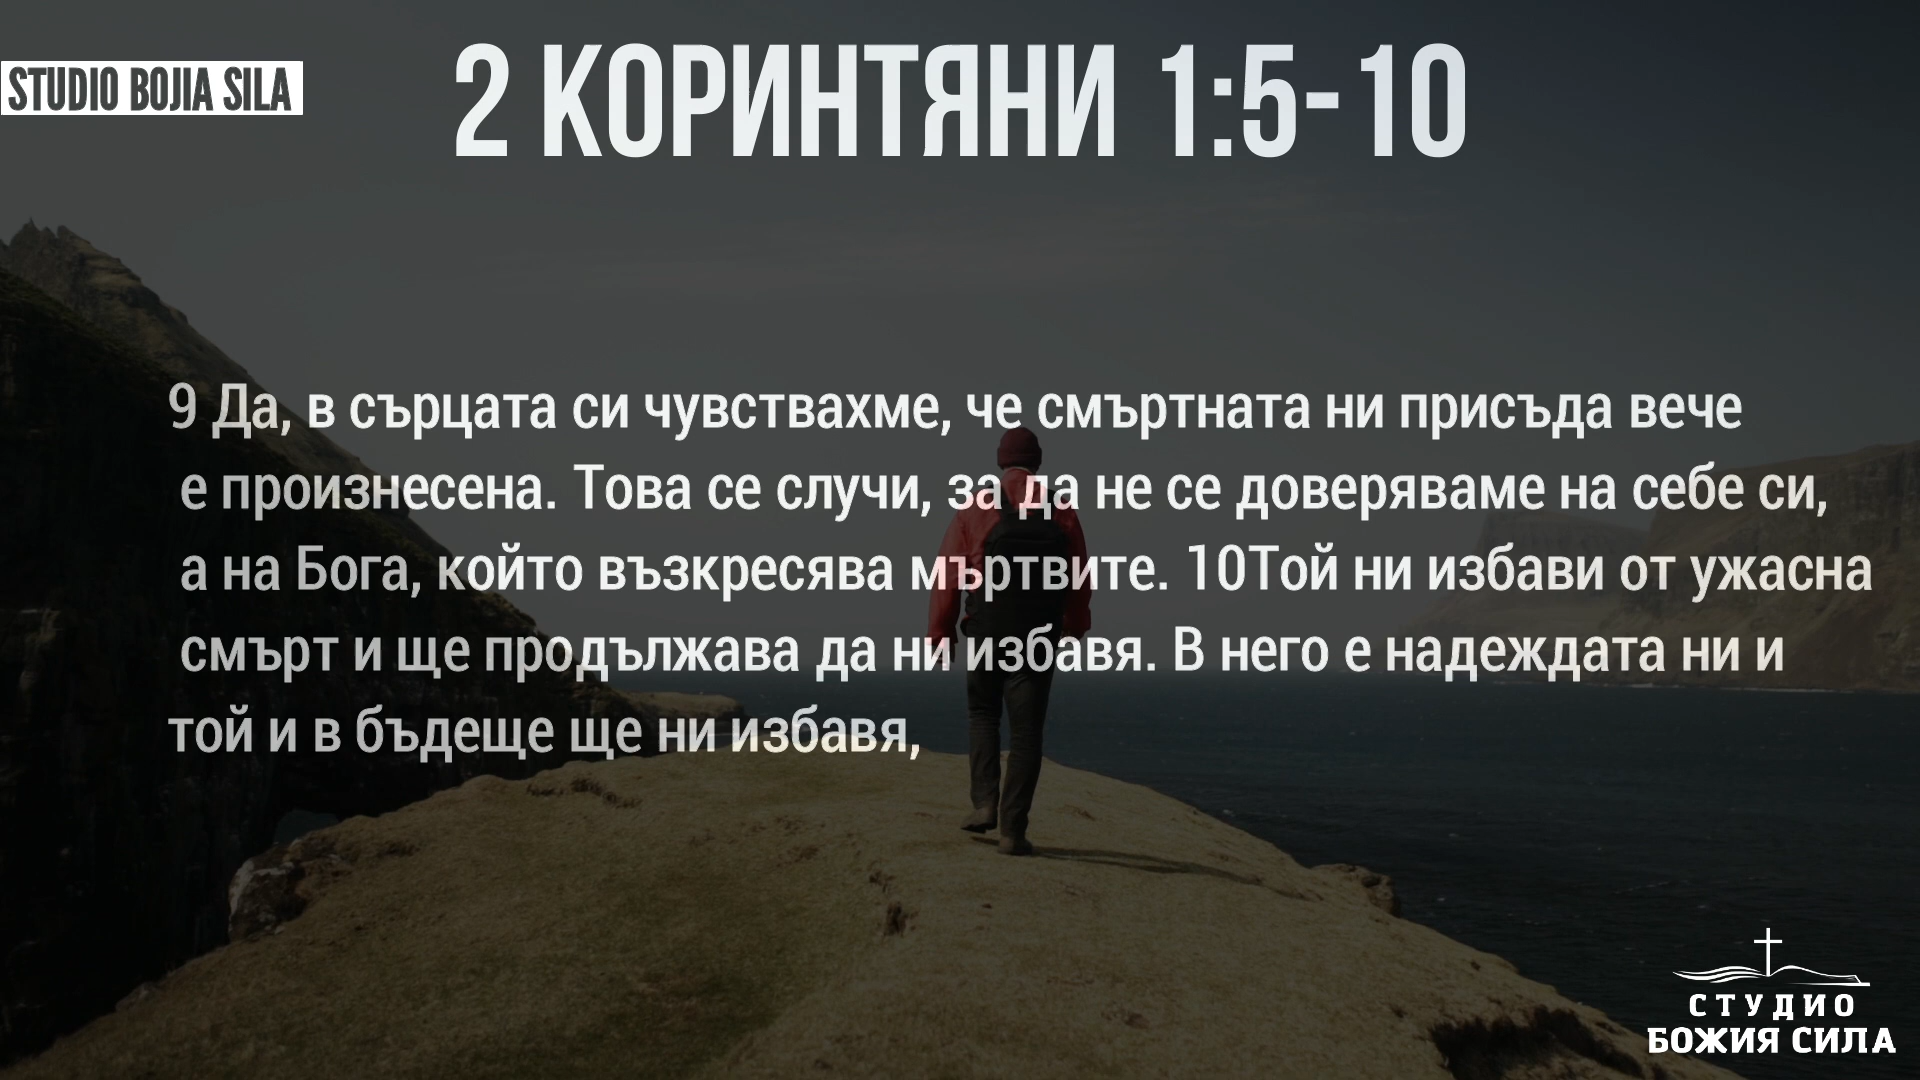 2 КОРИНТЯНИ 1:5-10
STUDIO BOJIA SILA
9 Да, в сърцата си чувствахме, че смъртната ни присъда вече
е произнесена. Това се случи, за да не се доверяваме на себе си,
а на Бога, който възкресява мъртвите. 10Той ни избави от ужасна
смърт и ще продължава да ни избавя. В него е надеждата ни и
той и в бъдеще ще ни избавя,
СТУДИО
БОЖИЯ СИЛА